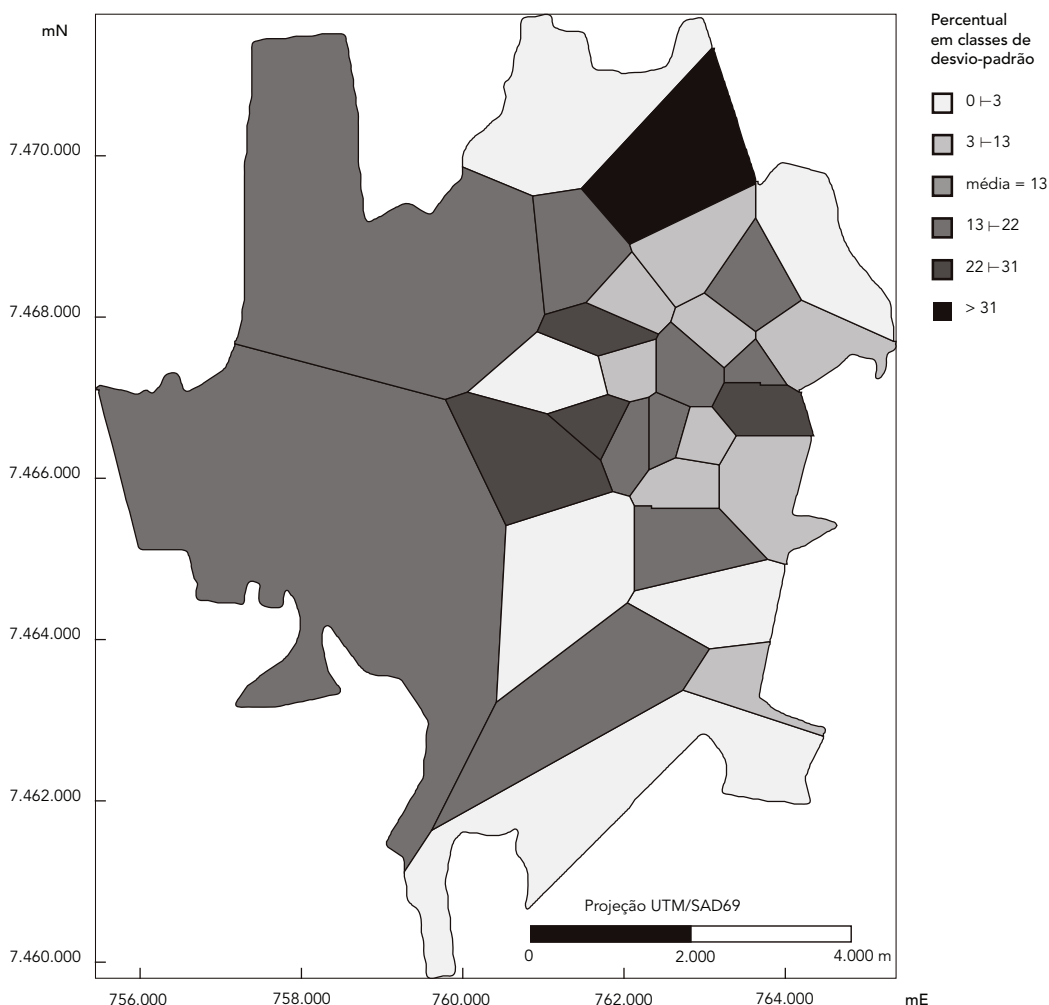 mN
7.470.000
7.468.000
7.466.000
7.464.000
7.462.000
7.460.000
756.000 758.000 760.000 762.000 764.000 mE
Projeção UTM/SAD69
0 2.000 4.000 m
Percentual
em classes de
desvio-padrão
0 ⊢3
3 ⊢13
média = 13
13 ⊢22
22 ⊢31
> 31